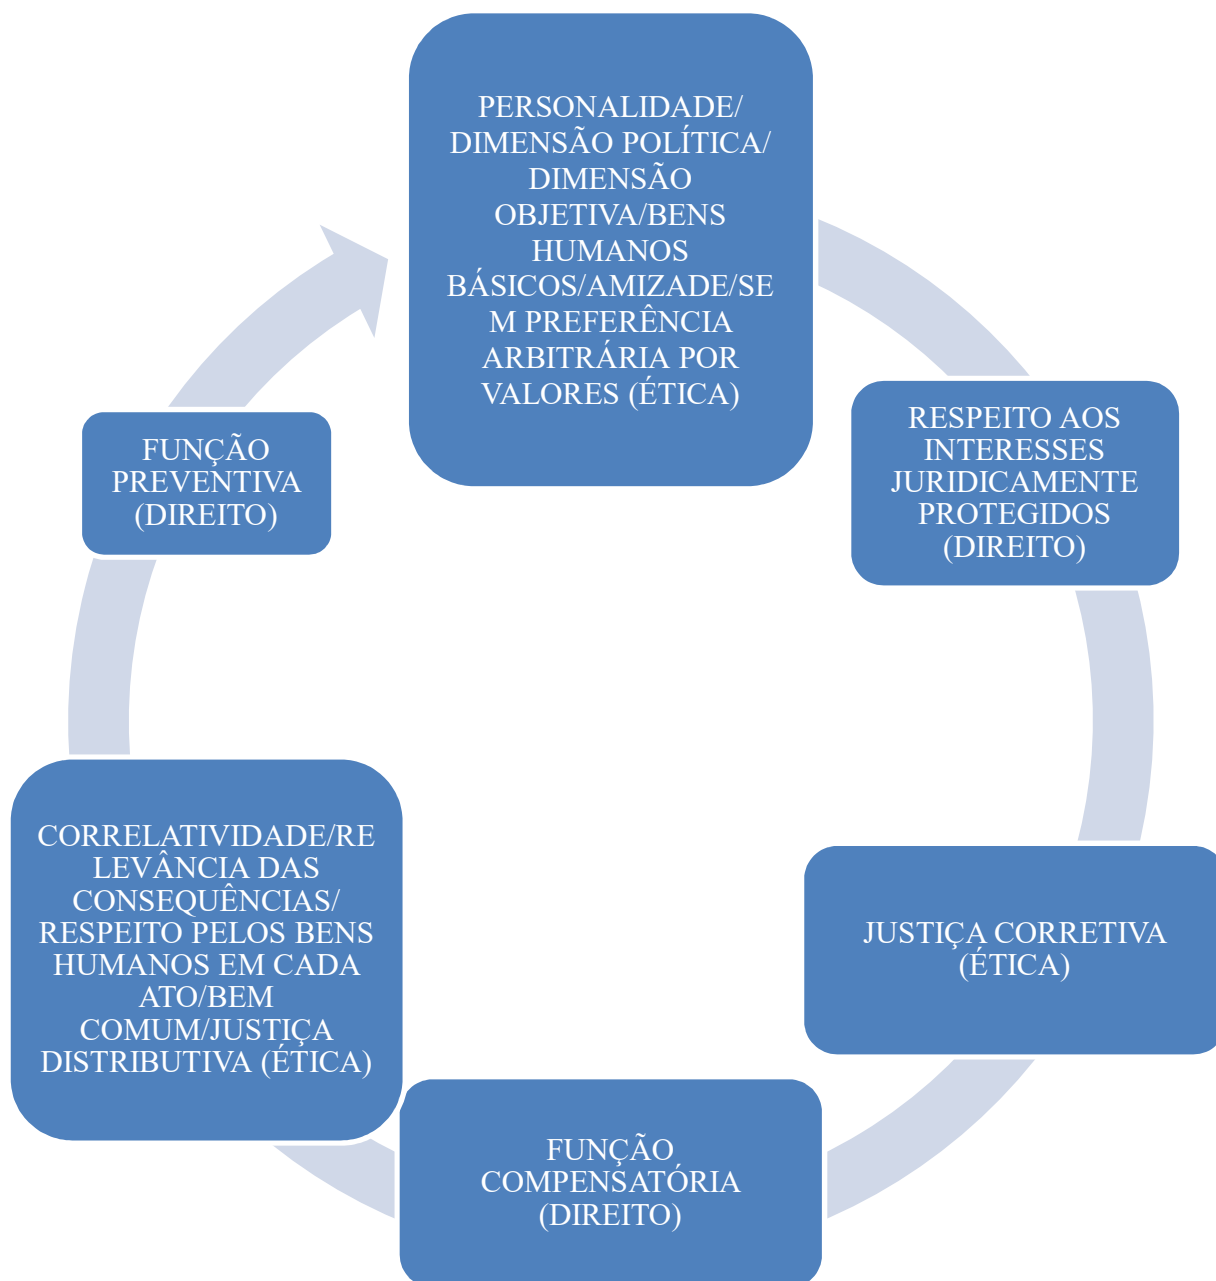 PERSONALIDADE/
DIMENSÃO POLÍTICA/
DIMENSÃO
OBJETIVA/BENS
HUMANOS
BÁSICOS/AMIZADE/SE
M PREFERÊNCIA
ARBITRÁRIA POR
VALORES (ÉTICA)
RESPEITO AOS
INTERESSES
JURIDICAMENTE
PROTEGIDOS
(DIREITO)
JUSTIÇA CORRETIVA
(ÉTICA)
FUNÇÃO
COMPENSATÓRIA
(DIREITO)
CORRELATIVIDADE/RE
LEVÂNCIA DAS
CONSEQUÊNCIAS/
RESPEITO PELOS BENS
HUMANOS EM CADA
ATO/BEM
COMUM/JUSTIÇA
DISTRIBUTIVA (ÉTICA)
FUNÇÃO
PREVENTIVA
(DIREITO)